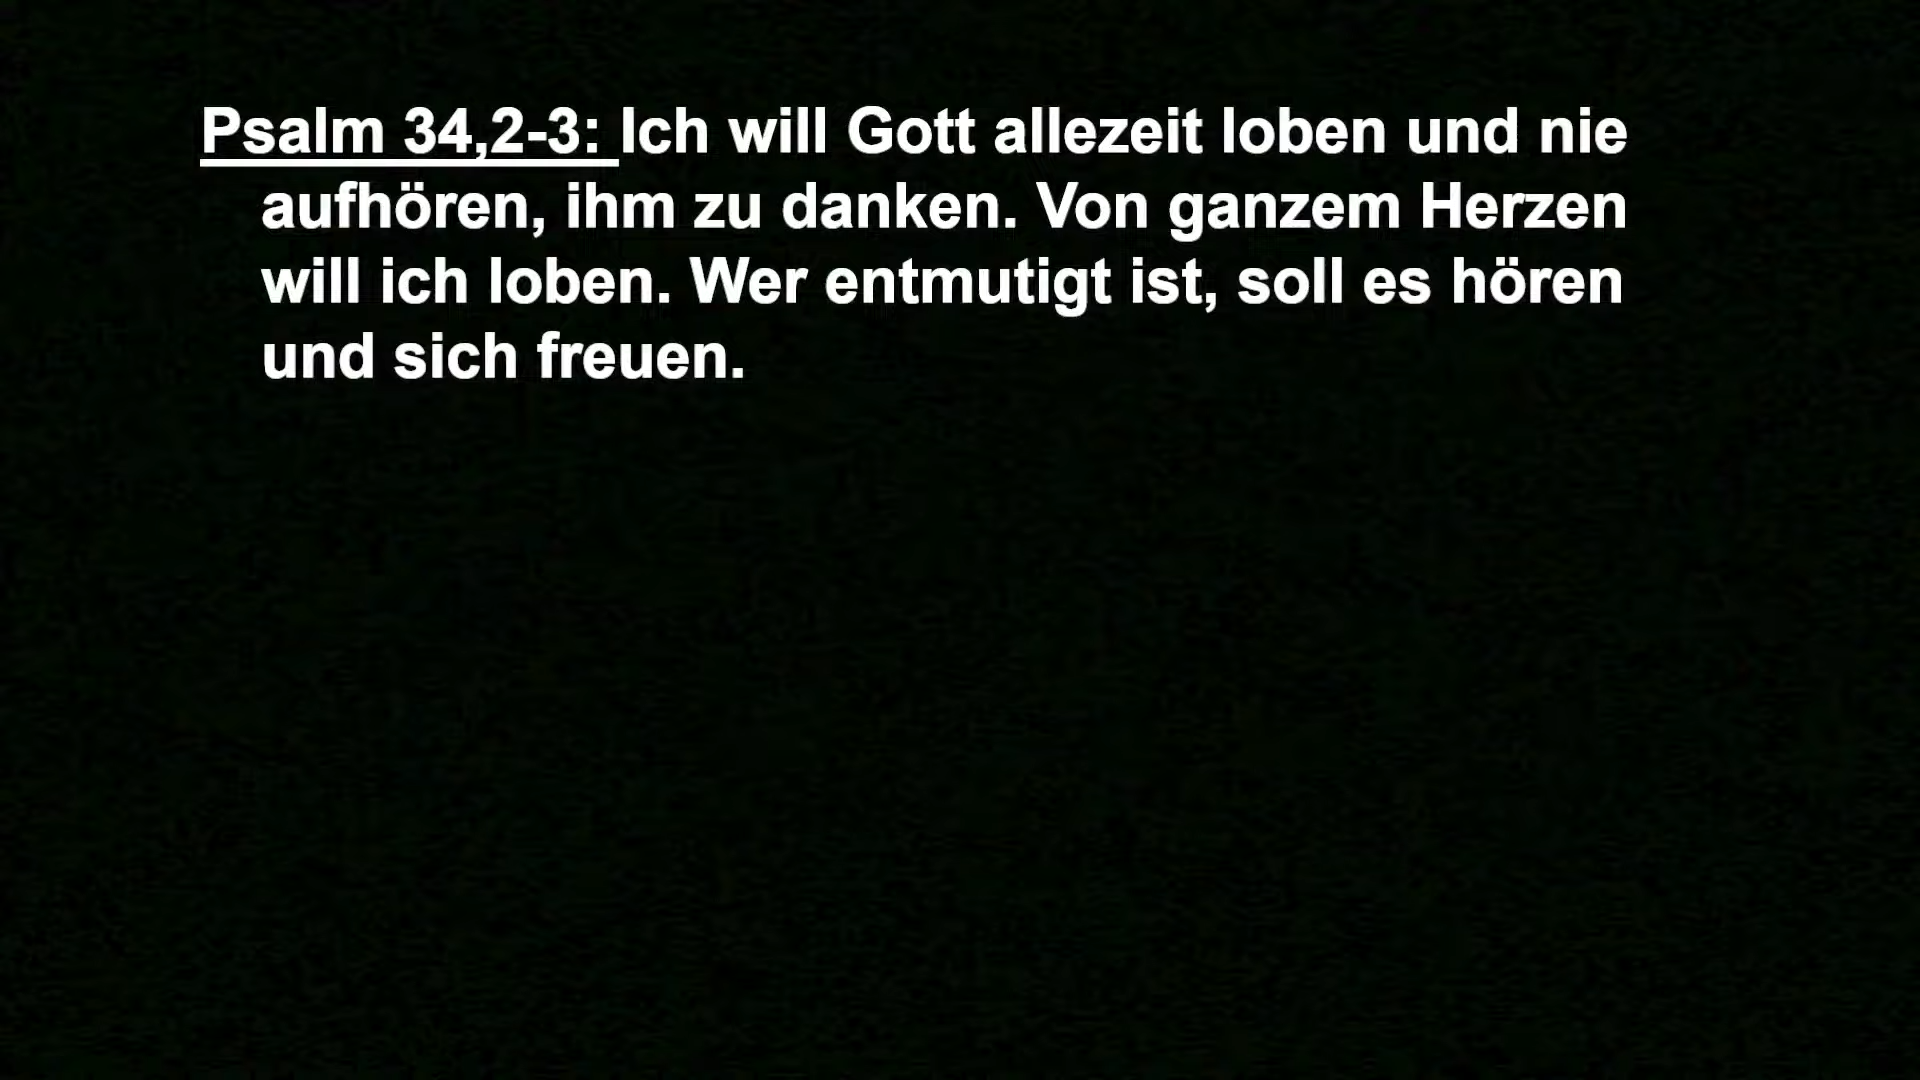 Psalm 34,2-3: Ich will Gott allezeit loben und nie
aufhören, ihm zu danken. Von ganzem Herzen
will ich loben. Wer entmutigt ist, soll es hören
und sich freuen.